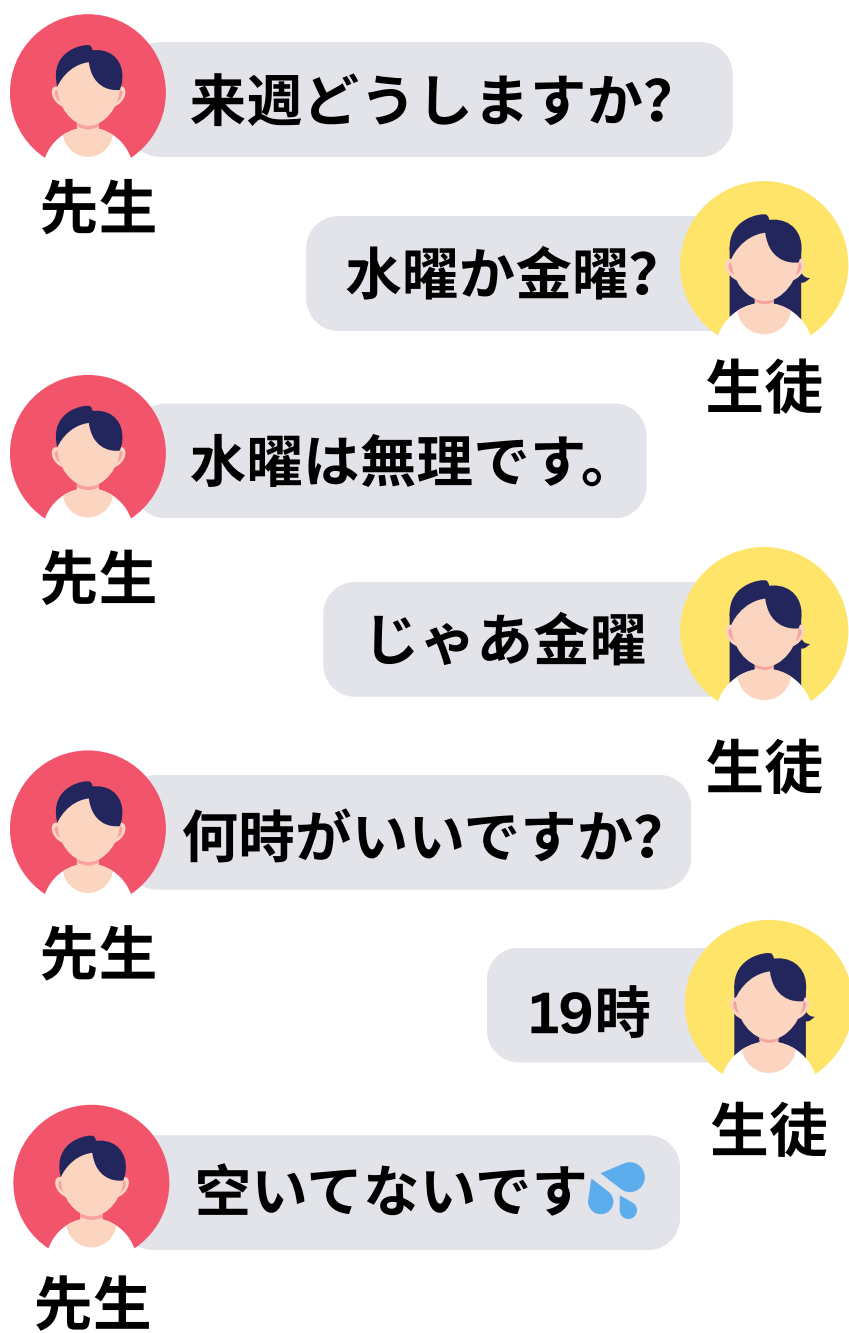 来週どうしますか?
先生
水曜か金曜?
生徒
水曜は無理です。
先生
じゃあ金曜
生徒
何時がいいですか?
先生
19時
生徒
空いてないです💦
先生